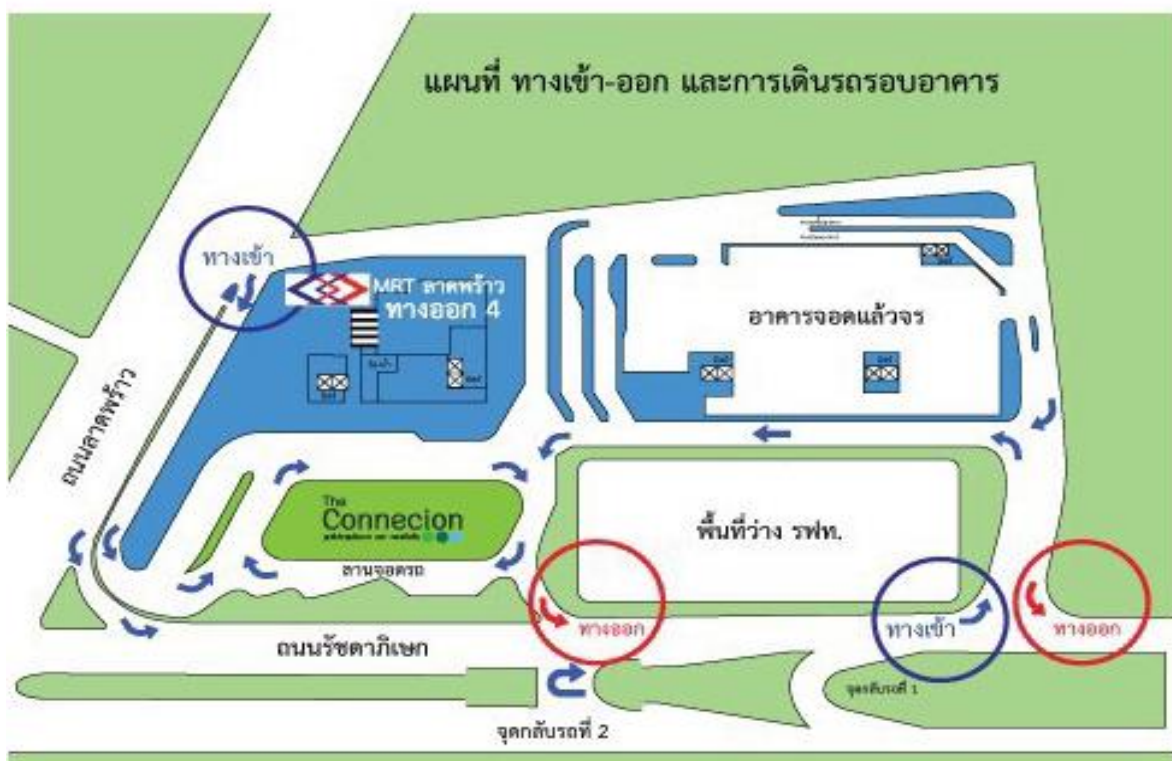 แผนที่ ทางเข้า-ออก และการเดินรถรอบอาคาร
ทางเข้า
MRT ลาดพร้าว
ทางออก 4
อาคารจอดแล้วจร
ถนนลาดพร้าว
The
Connecion
ลานจอดรถ
พื้นที่ว่าง รฟท.
ทางออก
ทางเข้า
ทางออก
ถนนรัชดาภิเษก
จุดกลับรถที่ 1
จุดกลับรถที่ 2